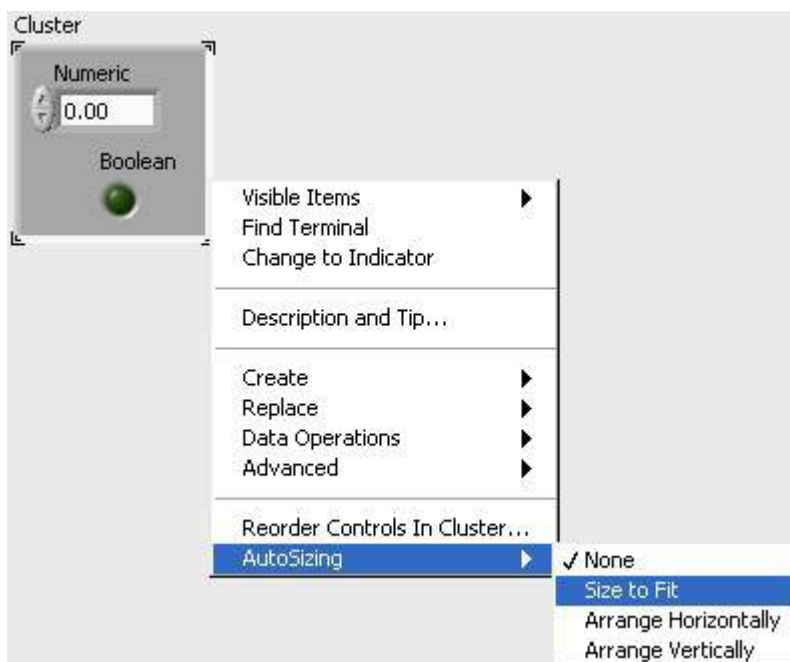 Cluster
Numeric
0.00
Boolean
Visible Items
Find Terminal
Change to Indicator
Description and Tip...
Create
Replace
Data Operations
Advanced
Reorder Controls In Cluster...
AutoSizing
✓ None
Size to Fit
Arrange Horizontally
Arrange Vertically